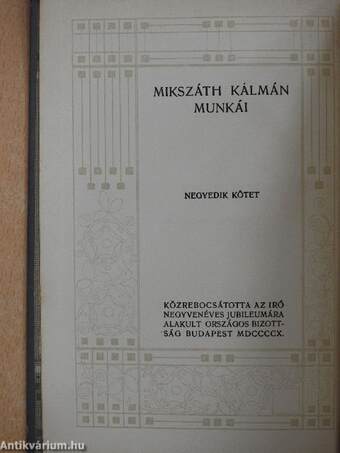 MIKSZÁTH KÁLMÁN
MUNKÁI
NEGYEDIK KÖTET
KÖZREBOCSÁTOTTA AZ IRÓ
NEGYVENÉVES JUBILEUMÁRA
ALAKULT ORSZÁGOS BIZOTT-
SÁG BUDAPEST MDCCCCX.
Antikvárium.hu